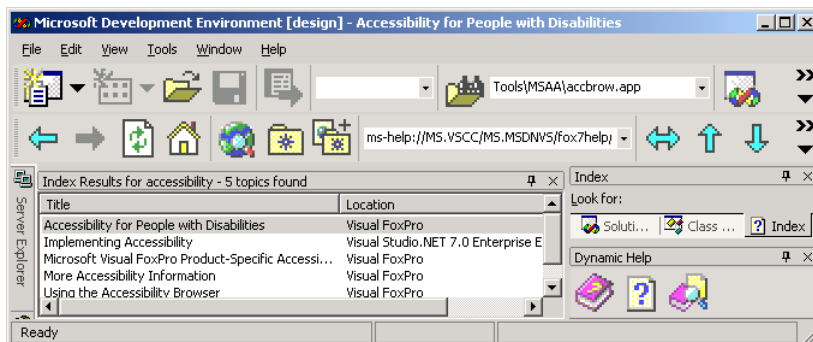 Microsoft Development Environment [design] - Accessibility for People with Disabilities
File Edit View Tools Window Help
Tools\MSAA\accbrow.app
ms-help://MS.VSCC/MS.MSDNVS/fox7help/
Server Explorer
Index Results for accessibility - 5 topics found
Title Location
Accessibility for People with Disabilities Visual FoxPro
Implementing Accessibility Visual Studio.NET 7.0 Enterprise E
Microsoft Visual FoxPro Product-Specific Accessi... Visual FoxPro
More Accessibility Information Visual FoxPro
Using the Accessibility Browser Visual FoxPro
Index
Look for:
Soluti... Class ... Index
Dynamic Help
Ready